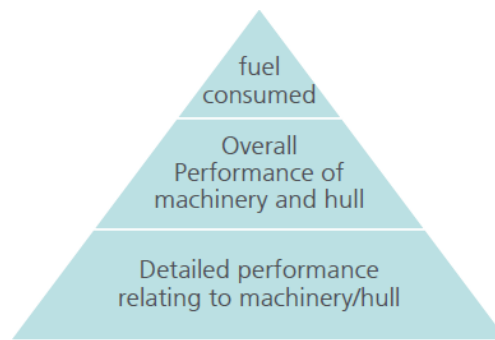 fuel
consumed
Overall
Performance of
machinery and hull
Detailed performance
relating to machinery/hull